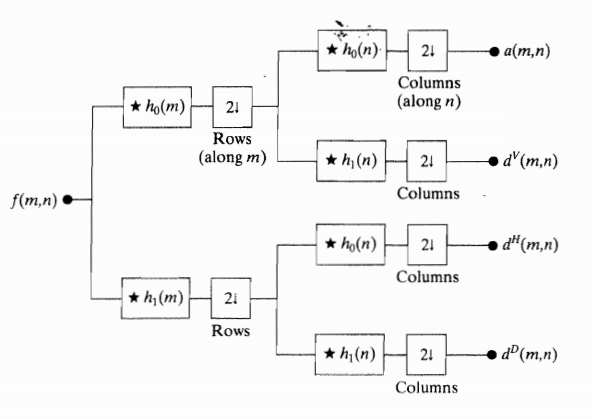 ★ h₀(n)
2↓
a(m,n)
Columns
(along n)
★ h₀(m)
2↓
Rows
(along m)
★ h₁(n)
2↓
dⱽ(m,n)
Columns
f(m,n)
★ h₀(n)
2↓
dᴴ(m,n)
Columns
★ h₁(m)
2↓
Rows
★ h₁(n)
2↓
dᴰ(m,n)
Columns